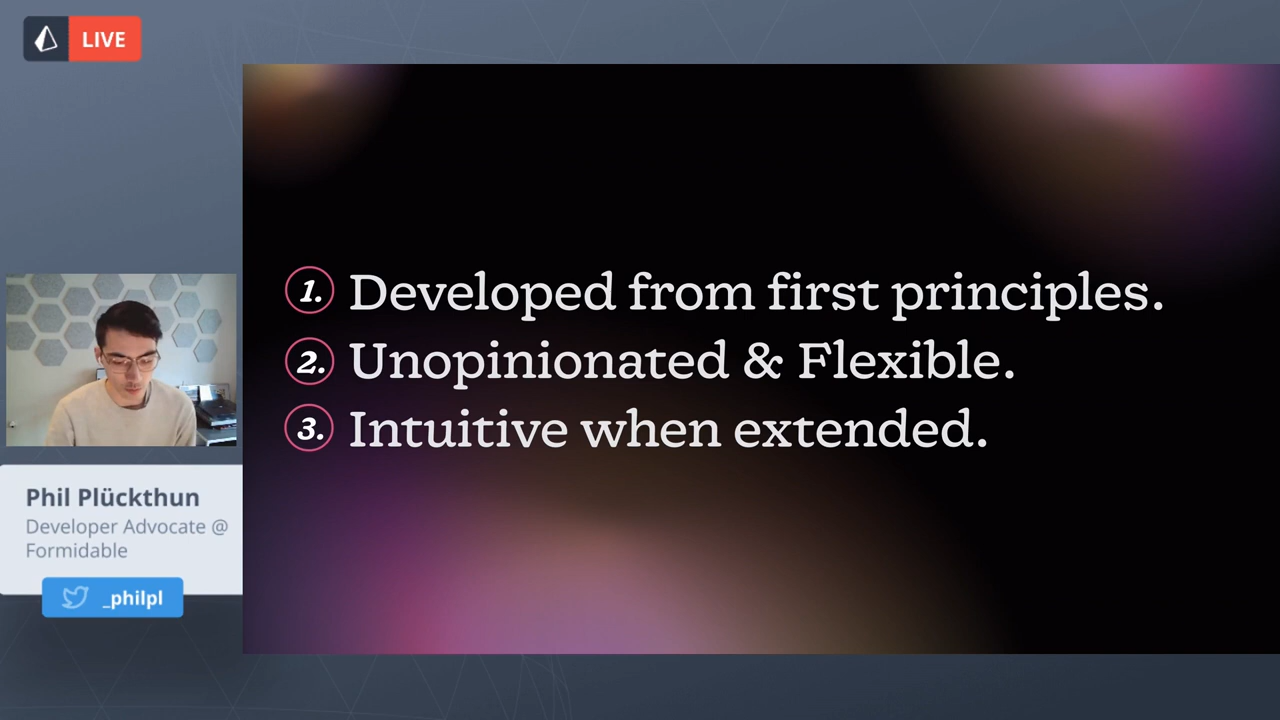 LIVE
1. Developed from first principles.
2. Unopinionated & Flexible.
3. Intuitive when extended.
Phil Plückthun
Developer Advocate @
Formidable
_philpl